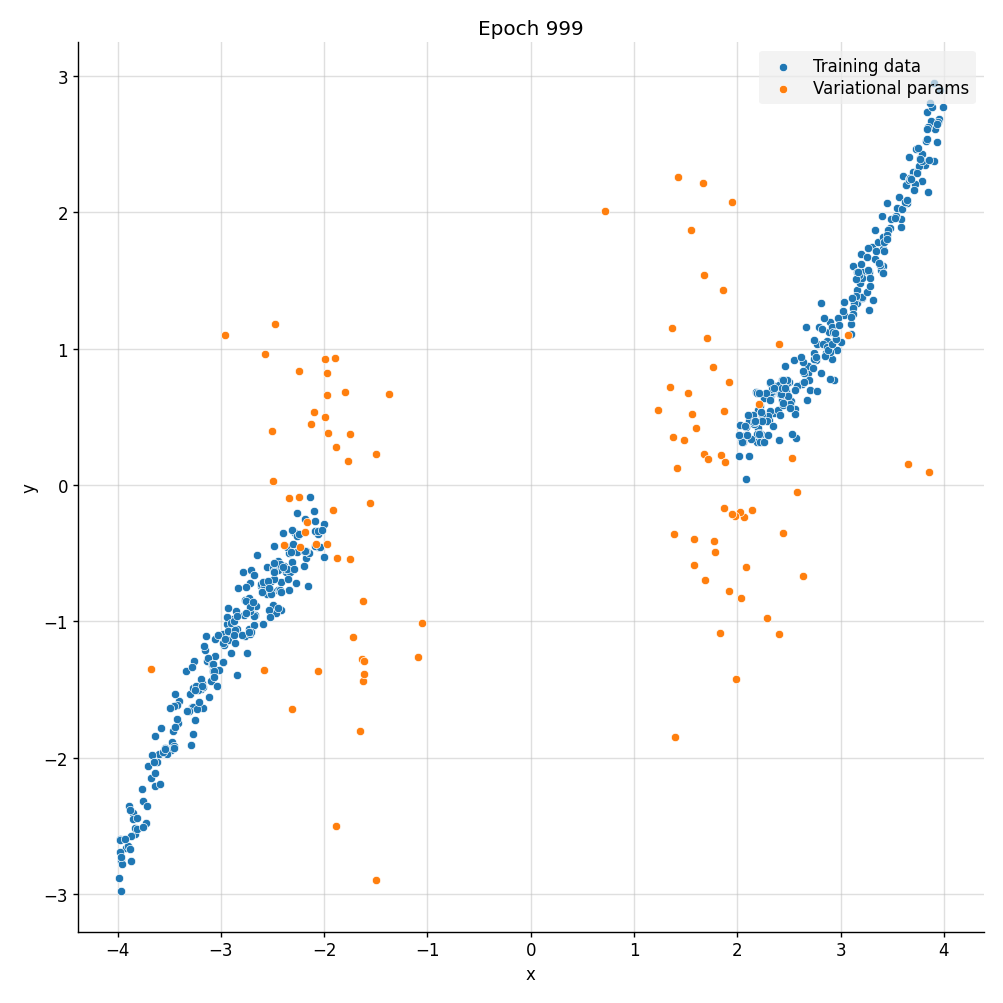 Epoch 999
Training data
Variational params
y
3
2
1
0
−1
−2
−3
−4 −3 −2 −1 0 1 2 3 4
x